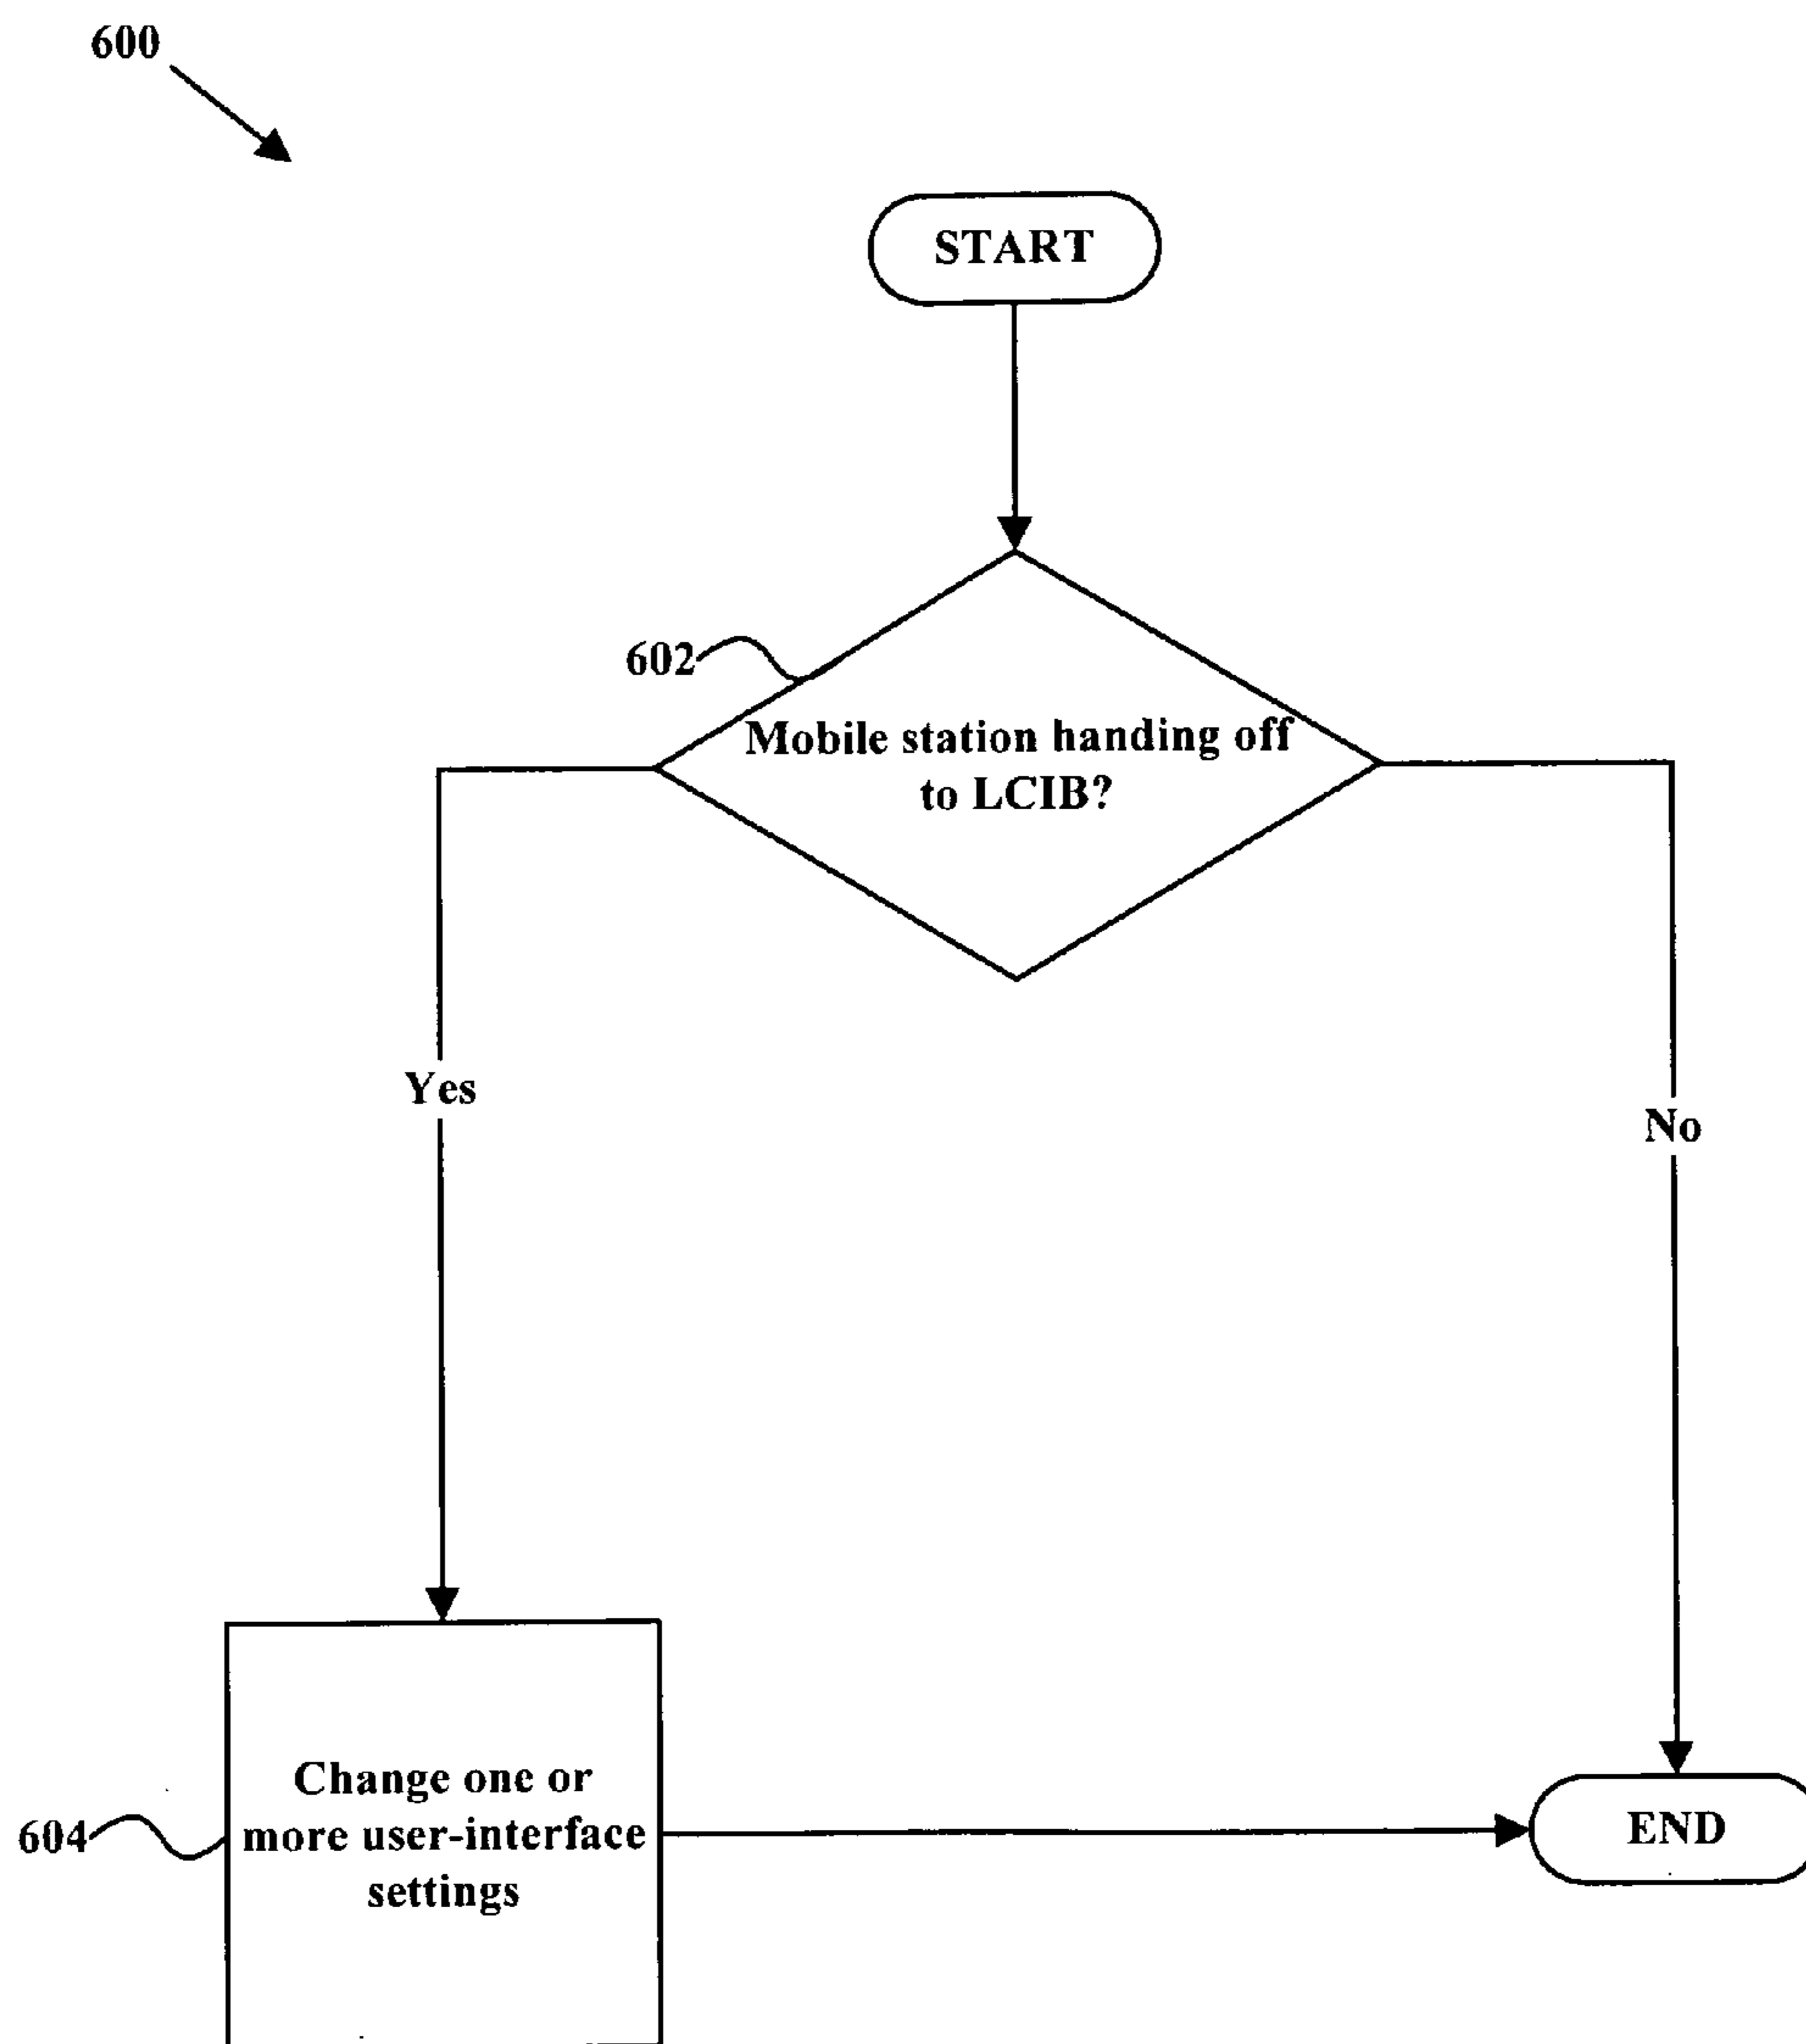 600
START
602
Mobile station handing off
to LCIB?
Yes
No
Change one or
more user-interface
settings
604
END